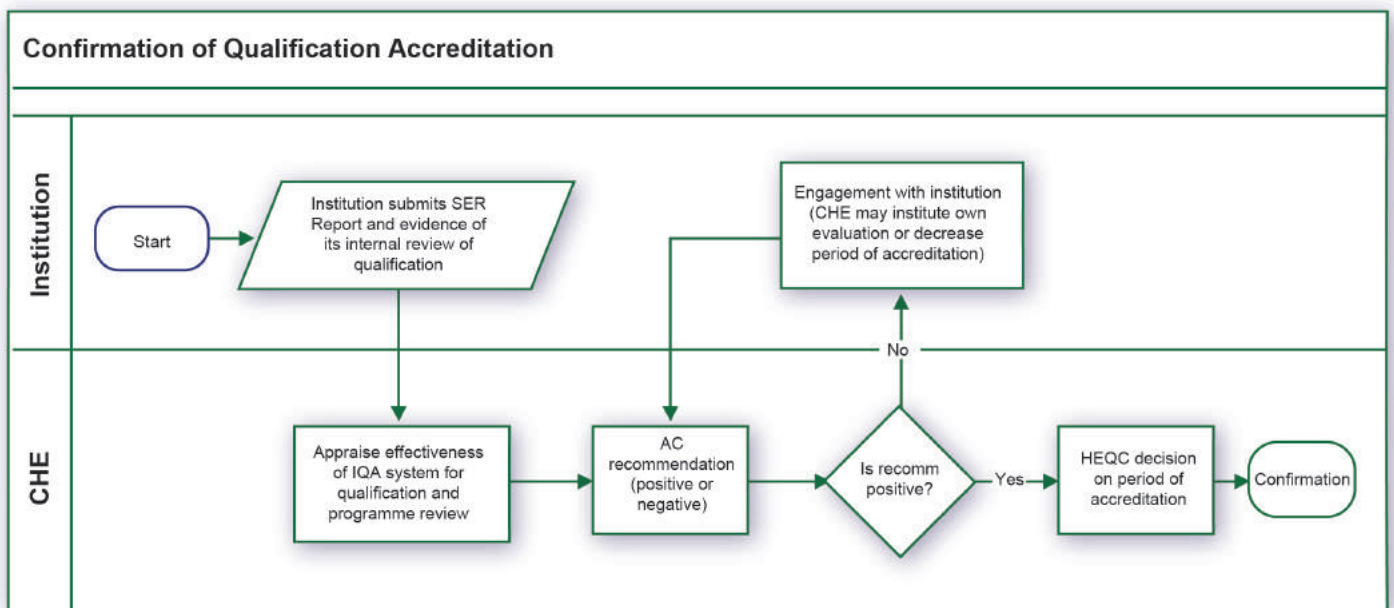 Confirmation of Qualification Accreditation
Institution
Start
Institution submits SER
Report and evidence of
its internal review of
qualification
Engagement with institution
(CHE may institute own
evaluation or decrease
period of accreditation)
No
CHE
Appraise effectiveness
of IQA system for
qualification and
programme review
AC
recommendation
(positive or
negative)
Is recomm
positive?
Yes
HEQC decision
on period of
accreditation
Confirmation